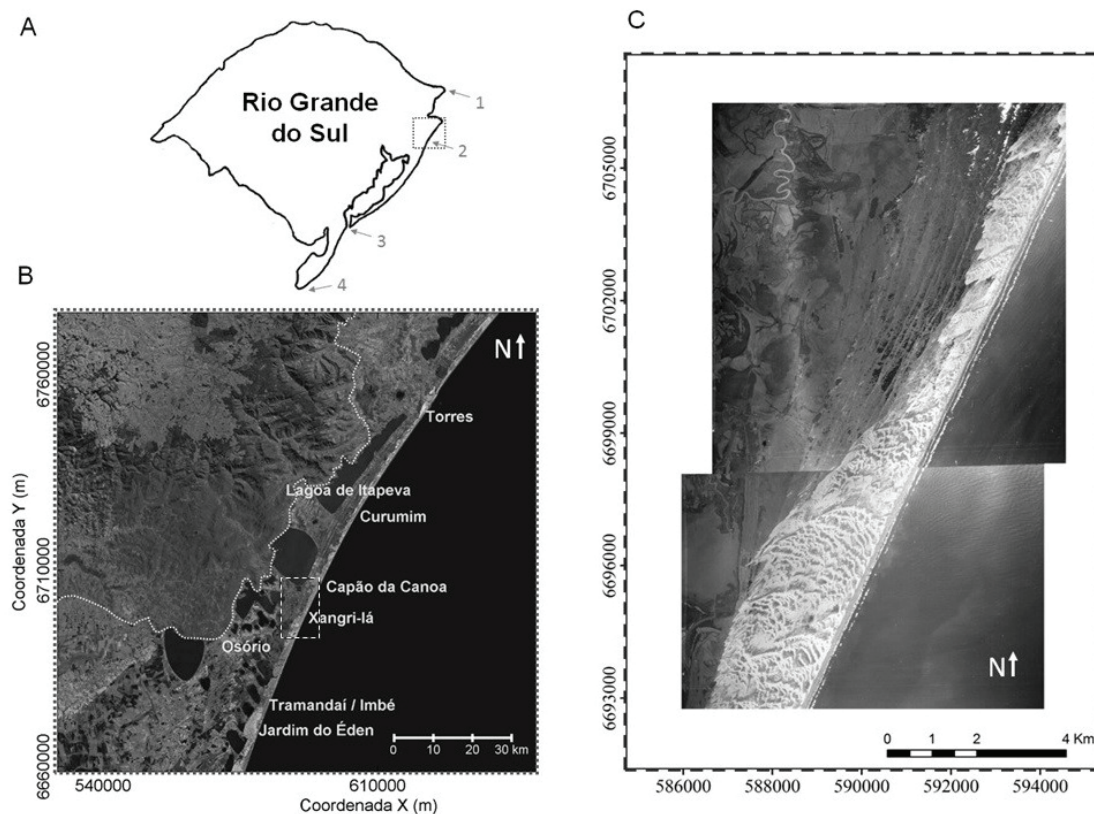 A
Rio Grande
do Sul
1
2
3
4
B
N
Torres
Lagoa de Itapeva
Curumim
Capão da Canoa
Xangri-lá
Osório
Tramandaí / Imbé
Jardim do Éden
0 10 20 30 km
Coordenada Y (m)
6760000
6710000
6660000
540000
610000
Coordenada X (m)
C
6705000
6702000
6699000
6696000
6693000
N
0 1 2 4 Km
586000 588000 590000 592000 594000